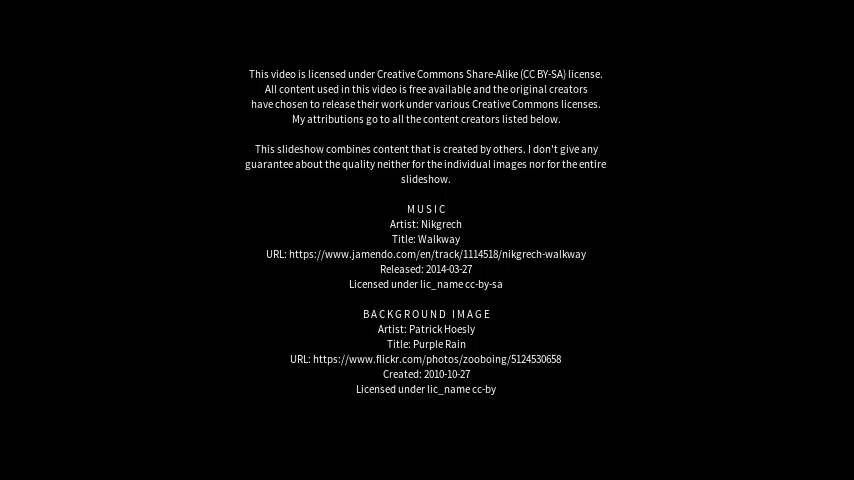 This video is licensed under Creative Commons Share-Alike (CC BY-SA) license.
All content used in this video is free available and the original creators
have chosen to release their work under various Creative Commons licenses.
My attributions go to all the content creators listed below.
This slideshow combines content that is created by others. I don't give any
guarantee about the quality neither for the individual images nor for the entire
slideshow.
M U S I C
Artist: Nikgrech
Title: Walkway
URL: https://www.jamendo.com/en/track/1114518/nikgrech-walkway
Released: 2014-03-27
Licensed under lic_name cc-by-sa
B A C K G R O U N D   I M A G E
Artist: Patrick Hoesly
Title: Purple Rain
URL: https://www.flickr.com/photos/zooboing/5124530658
Created: 2010-10-27
Licensed under lic_name cc-by